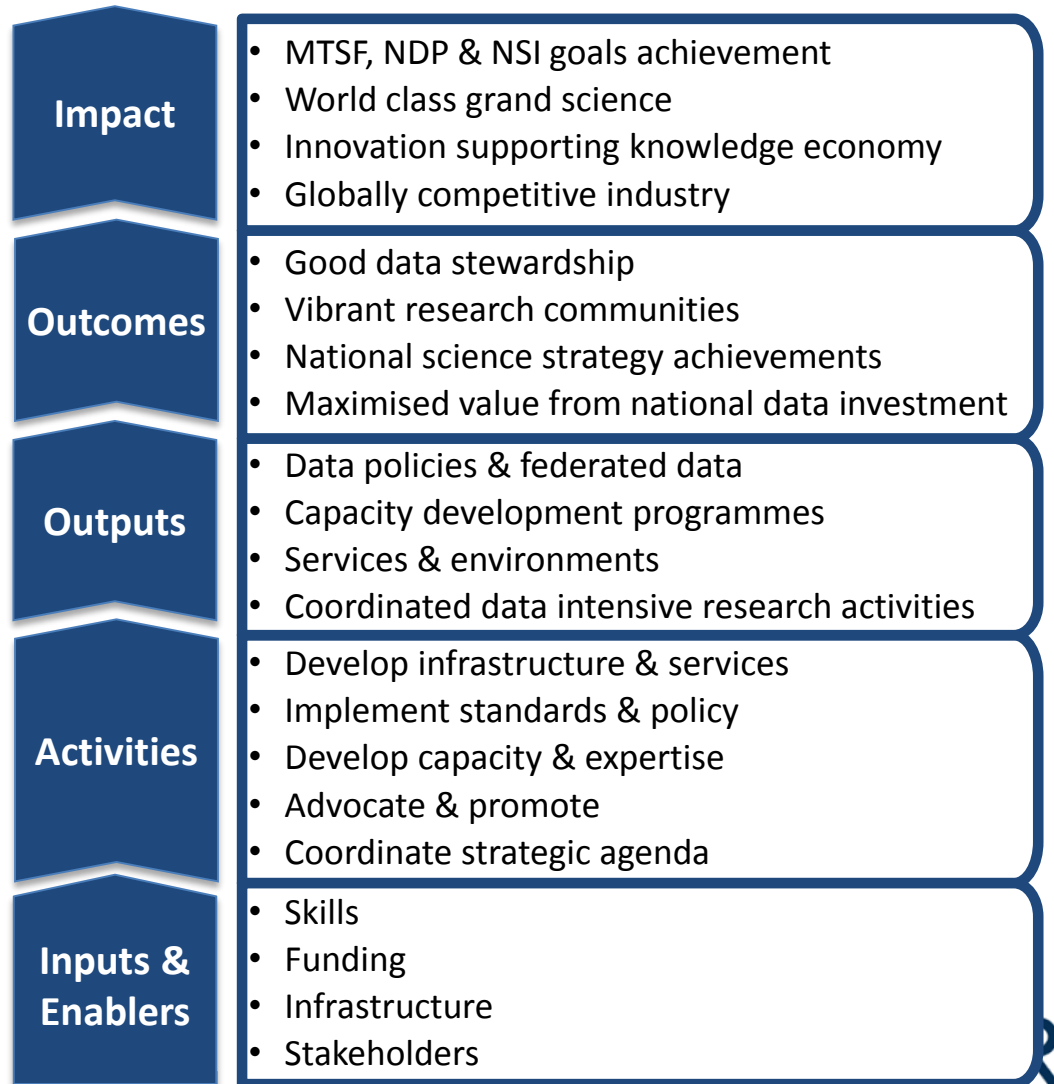 Impact
• MTSF, NDP & NSI goals achievement
• World class grand science
• Innovation supporting knowledge economy
• Globally competitive industry
Outcomes
• Good data stewardship
• Vibrant research communities
• National science strategy achievements
• Maximised value from national data investment
Outputs
• Data policies & federated data
• Capacity development programmes
• Services & environments
• Coordinated data intensive research activities
Activities
• Develop infrastructure & services
• Implement standards & policy
• Develop capacity & expertise
• Advocate & promote
• Coordinate strategic agenda
Inputs &
Enablers
• Skills
• Funding
• Infrastructure
• Stakeholders